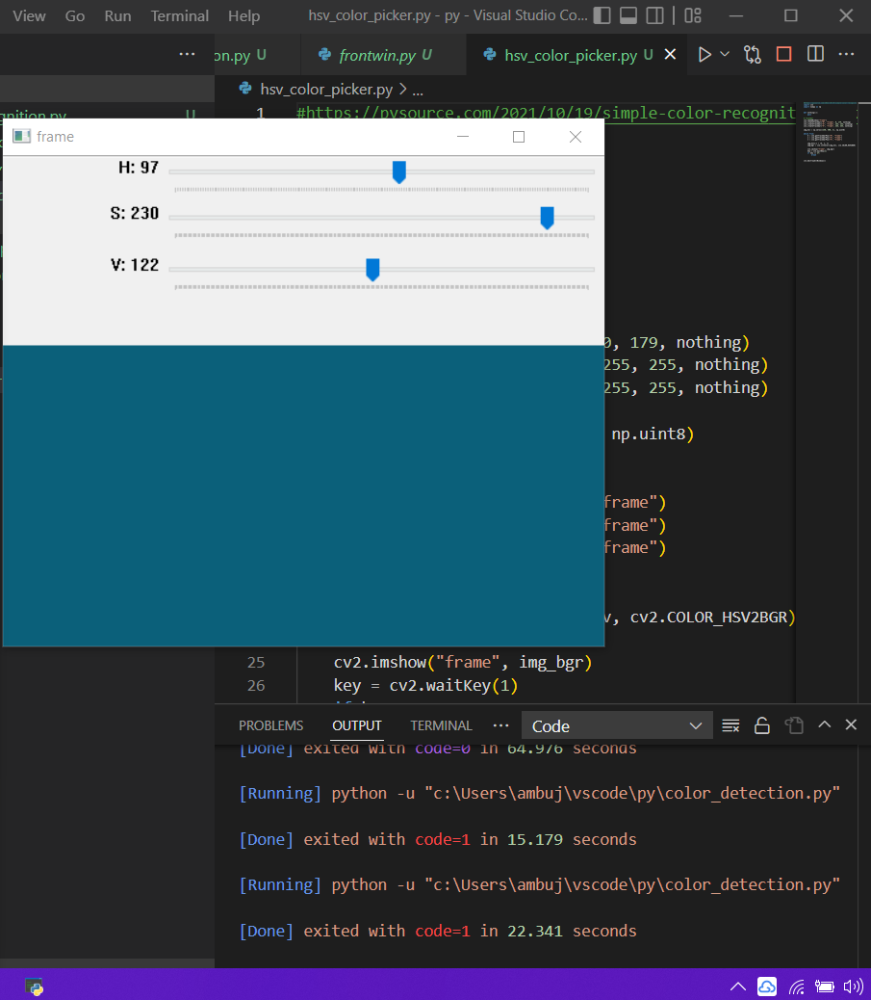 View Go Run Terminal Help hsv_color_picker.py - py - Visual Studio Co...
on.py U frontwin.py U hsv_color_picker.py U
hsv_color_picker.py > ...
gnition.py U
1 #https://pysource.com/2021/10/19/simple-color-recognit
frame
H: 97
S: 230
V: 122
0, 179, nothing)
255, 255, nothing)
255, 255, nothing)
np.uint8)
frame")
frame")
frame")
v, cv2.COLOR_HSV2BGR)
25 cv2.imshow("frame", img_bgr)
26 key = cv2.waitKey(1)
PROBLEMS OUTPUT TERMINAL ... Code
[Done] exited with code=0 in 64.976 seconds
[Running] python -u "c:\Users\ambuj\vscode\py\color_detection.py"
[Done] exited with code=1 in 15.179 seconds
[Running] python -u "c:\Users\ambuj\vscode\py\color_detection.py"
[Done] exited with code=1 in 22.341 seconds